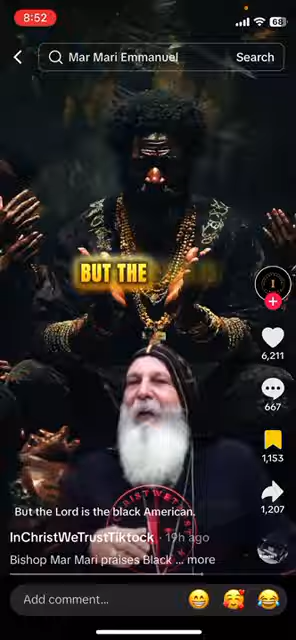 8:52
68
Mar Mari Emmanuel
Search
BUT THE
I
6,211
667
1,153
1,207
But the Lord is the black American.
InChristWeTrustTiktock · 19h ago
Bishop Mar Mari praises Black ... more
Add comment...